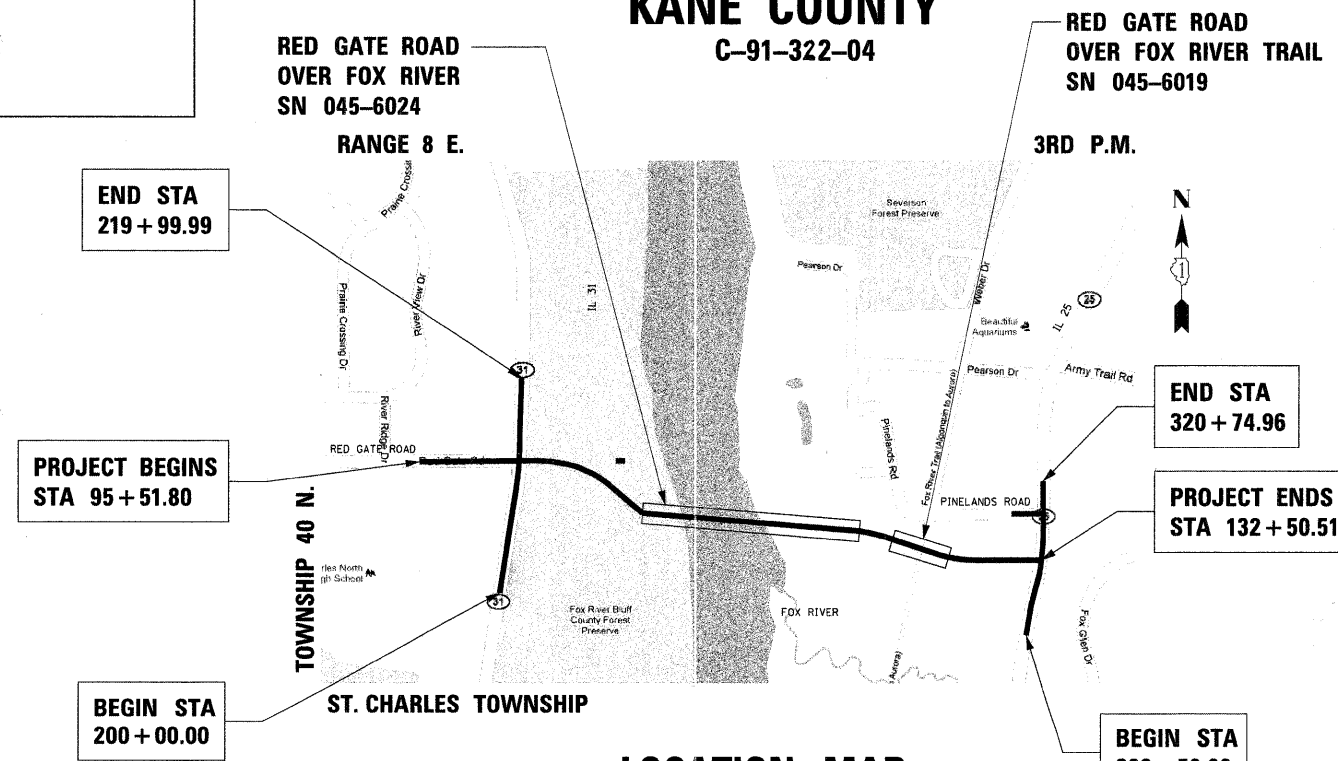 KANE COUNTY
C-91-322-04
RED GATE ROAD
OVER FOX RIVER
SN 045-6024
RED GATE ROAD
OVER FOX RIVER TRAIL
SN 045-6019
RANGE 8 E.
3RD P.M.
END STA
219+99.99
Prairie Crossing Dr
River View Dr
River Ridge Dr
IL 31
Severson
Forest Preserve
Pearson Dr
Weber Dr
N
1
25
IL 25
Beautiful
Aquariums
Pearson Dr
Army Trail Rd
31
RED GATE ROAD
PROJECT BEGINS
STA 95+51.80
TOWNSHIP 40 N.
Pinelands Rd
Fox River Trail (Algonquin to Aurora)
PINELANDS ROAD
END STA
320+74.96
PROJECT ENDS
STA 132+50.51
rles North
gh School
31
Fox River Bluff
County Forest
Preserve
FOX RIVER
Aurora)
Fox Glen Dr
BEGIN STA
200+00.00
ST. CHARLES TOWNSHIP
BEGIN STA
LOCATION MAP